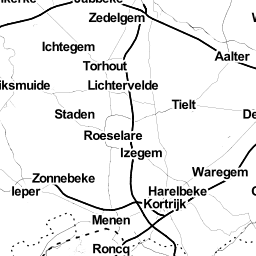 Zedelgem
Ichtegem
Torhout
Aalter
Lichtervelde
Tielt
Staden
Roeselare
Izegem
Waregem
Zonnebeke
Ieper
Harelbeke
Kortrijk
Menen
Roncq